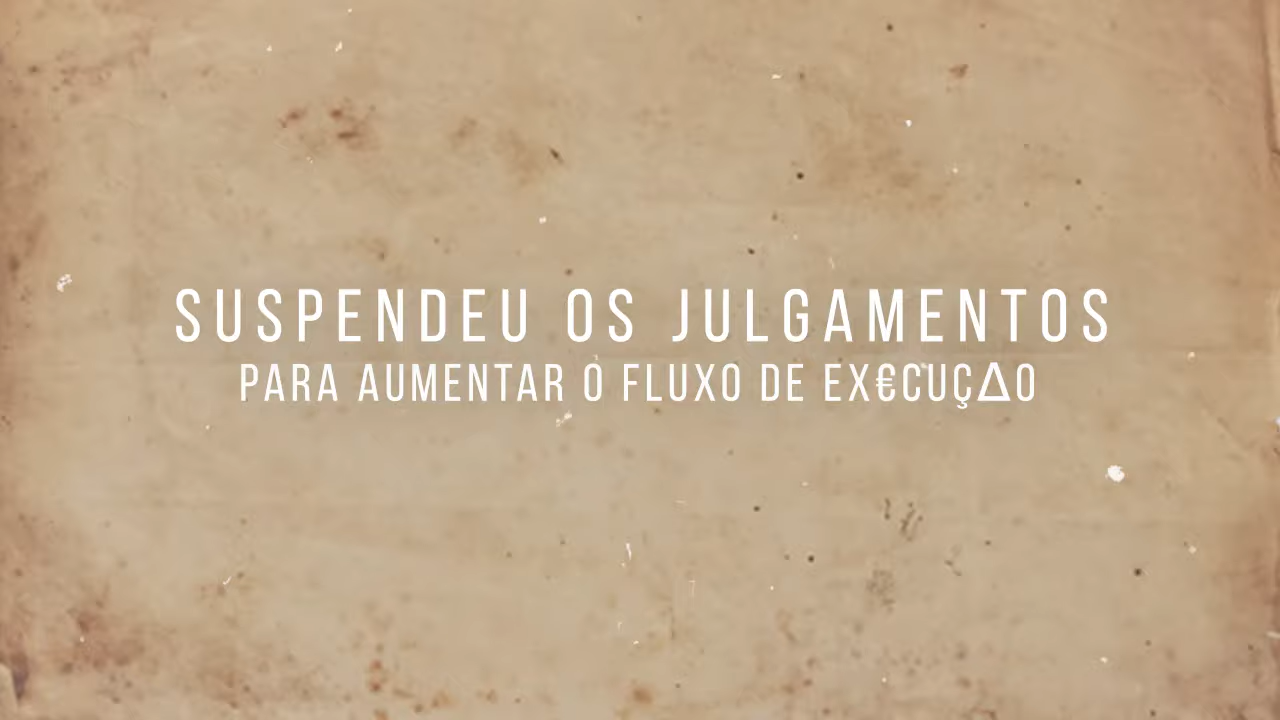 SUSPENDEU OS JULGAMENTOS
PARA AUMENTAR O FLUXO DE EX€CUÇΔO